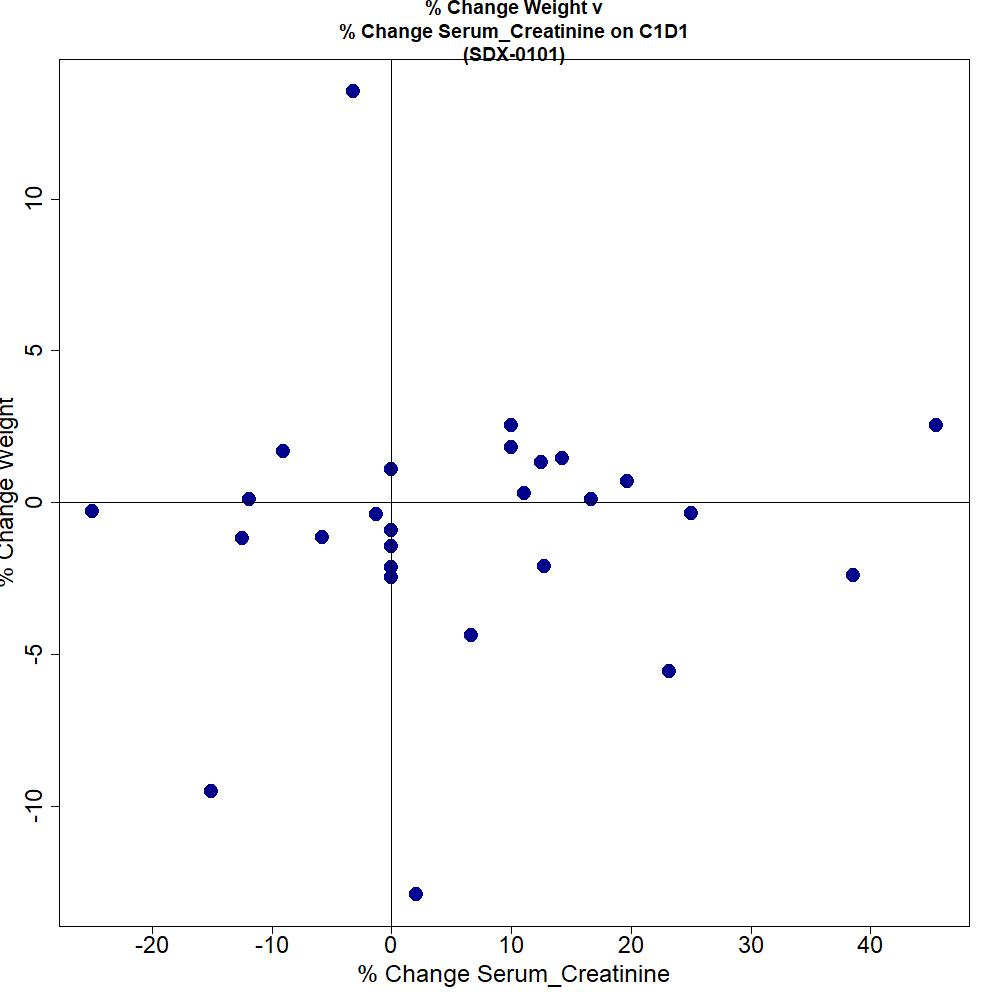 % Change Weight v
% Change Serum_Creatinine on C1D1
(SDX-0101)
10
5
0
-5
-10
% Change Weight
-20
-10
0
10
20
30
40
% Change Serum_Creatinine